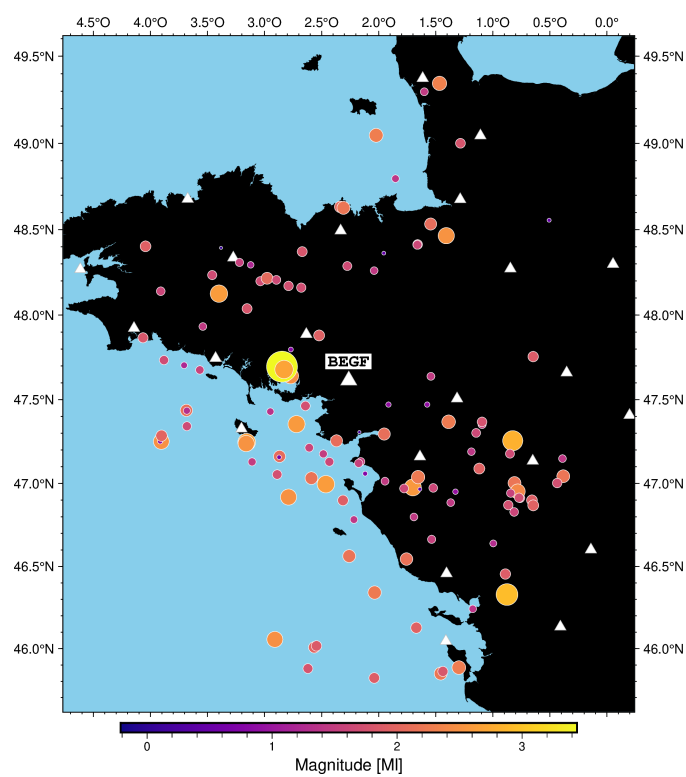 4.5°O 4.0°O 3.5°O 3.0°O 2.5°O 2.0°O 1.5°O 1.0°O 0.5°O 0.0°
49.5°N 49.5°N
49.0°N 49.0°N
48.5°N 48.5°N
48.0°N 48.0°N
BEGF
47.5°N 47.5°N
47.0°N 47.0°N
46.5°N 46.5°N
46.0°N 46.0°N
0 1 2 3
Magnitude [Ml]